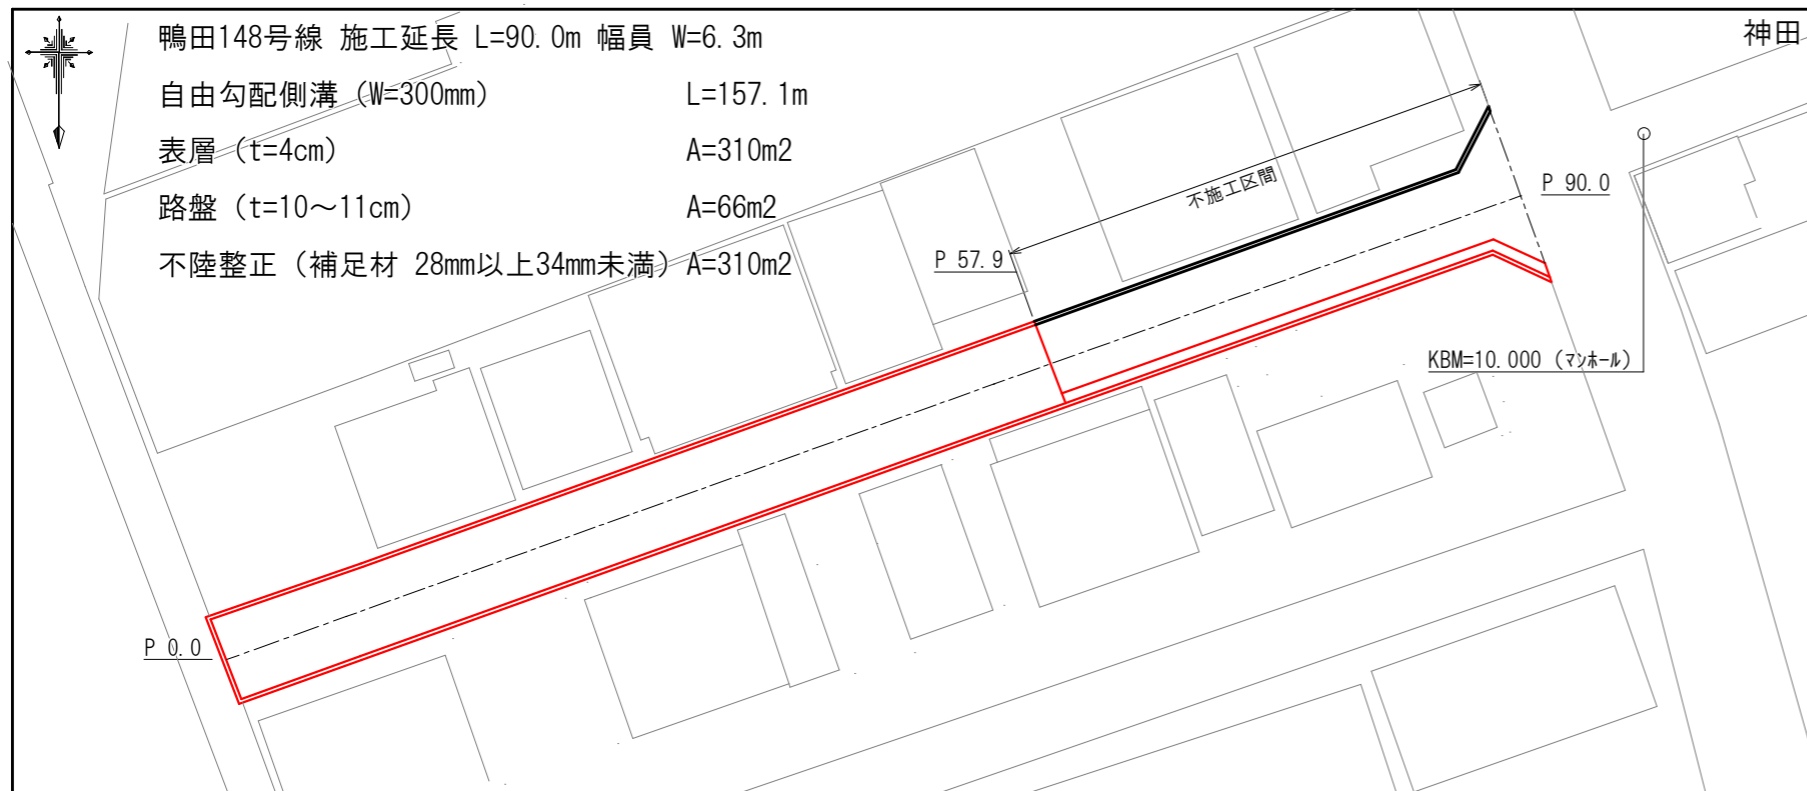 鴨田148号線 施工延長 L=90.0m 幅員 W=6.3m
神田
自由勾配側溝（W=300mm） L=157.1m
表層（t=4cm） A=310m2
路盤（t=10～11cm） A=66m2
不陸整正（補足材 28mm以上34mm未満） A=310m2
不施工区間
P 90.0
P 57.9
KBM=10.000（ﾏﾝﾎｰﾙ）
P 0.0